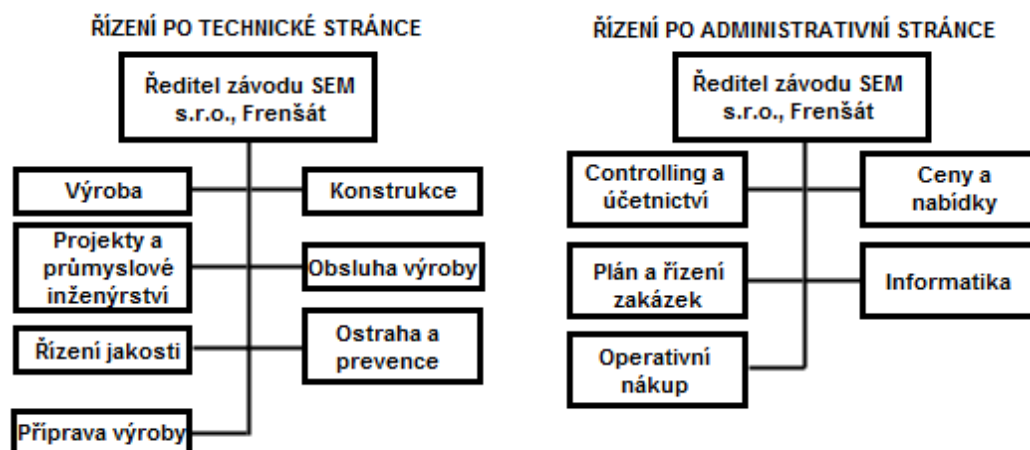 ŘÍZENÍ PO TECHNICKÉ STRÁNCE
Ředitel závodu SEM
s.r.o., Frenšát
Výroba
Konstrukce
Projekty a
průmyslové
inženýrství
Obsluha výroby
Řízení jakosti
Ostraha a
prevence
Příprava výroby
ŘÍZENÍ PO ADMINISTRATIVNÍ STRÁNCE
Ředitel závodu SEM
s.r.o., Frenšát
Controlling a
účetnictví
Ceny a
nabídky
Plán a řízení
zakázek
Informatika
Operativní
nákup